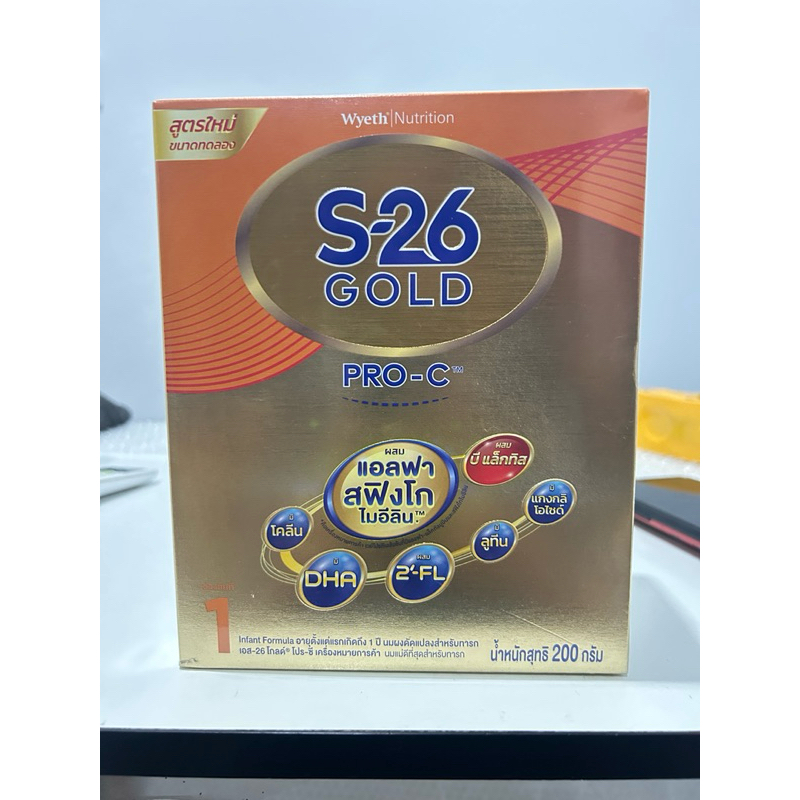 สูตรใหม่
ขนาดทดลอง
Wyeth® Nutrition
S-26
GOLD
PRO-C™
ผสม
แอลฟา
สฟิงโก
ไมอีลิน™
ผสม
บี แล็กทิส
มี
แกงกลิ
โอไซด์
มี
ลูทีน
ผสม
2'-FL
มี
DHA
มี
โคลีน
1
Infant Formula อายุตั้งแต่แรกเกิดถึง 1 ปี นมผงดัดแปลงสำหรับทารก
เอส-26 โกลด์® โปร-ซี เครื่องหมายการค้า นมแม่ดีที่สุดสำหรับทารก
น้ำหนักสุทธิ 200 กรัม